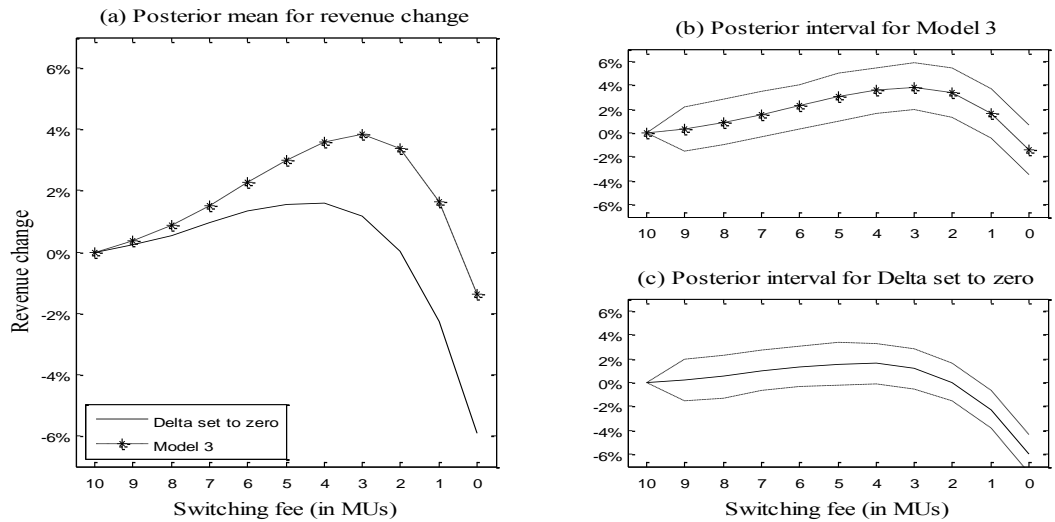 (a) Posterior mean for revenue change
6%
4%
2%
0%
-2%
-4%
-6%
Revenue change
Delta set to zero
Model 3
10 9 8 7 6 5 4 3 2 1 0
Switching fee (in MUs)
(b) Posterior interval for Model 3
6%
4%
2%
0%
-2%
-4%
-6%
10 9 8 7 6 5 4 3 2 1 0
(c) Posterior interval for Delta set to zero
6%
4%
2%
0%
-2%
-4%
-6%
10 9 8 7 6 5 4 3 2 1 0
Switching fee (in MUs)